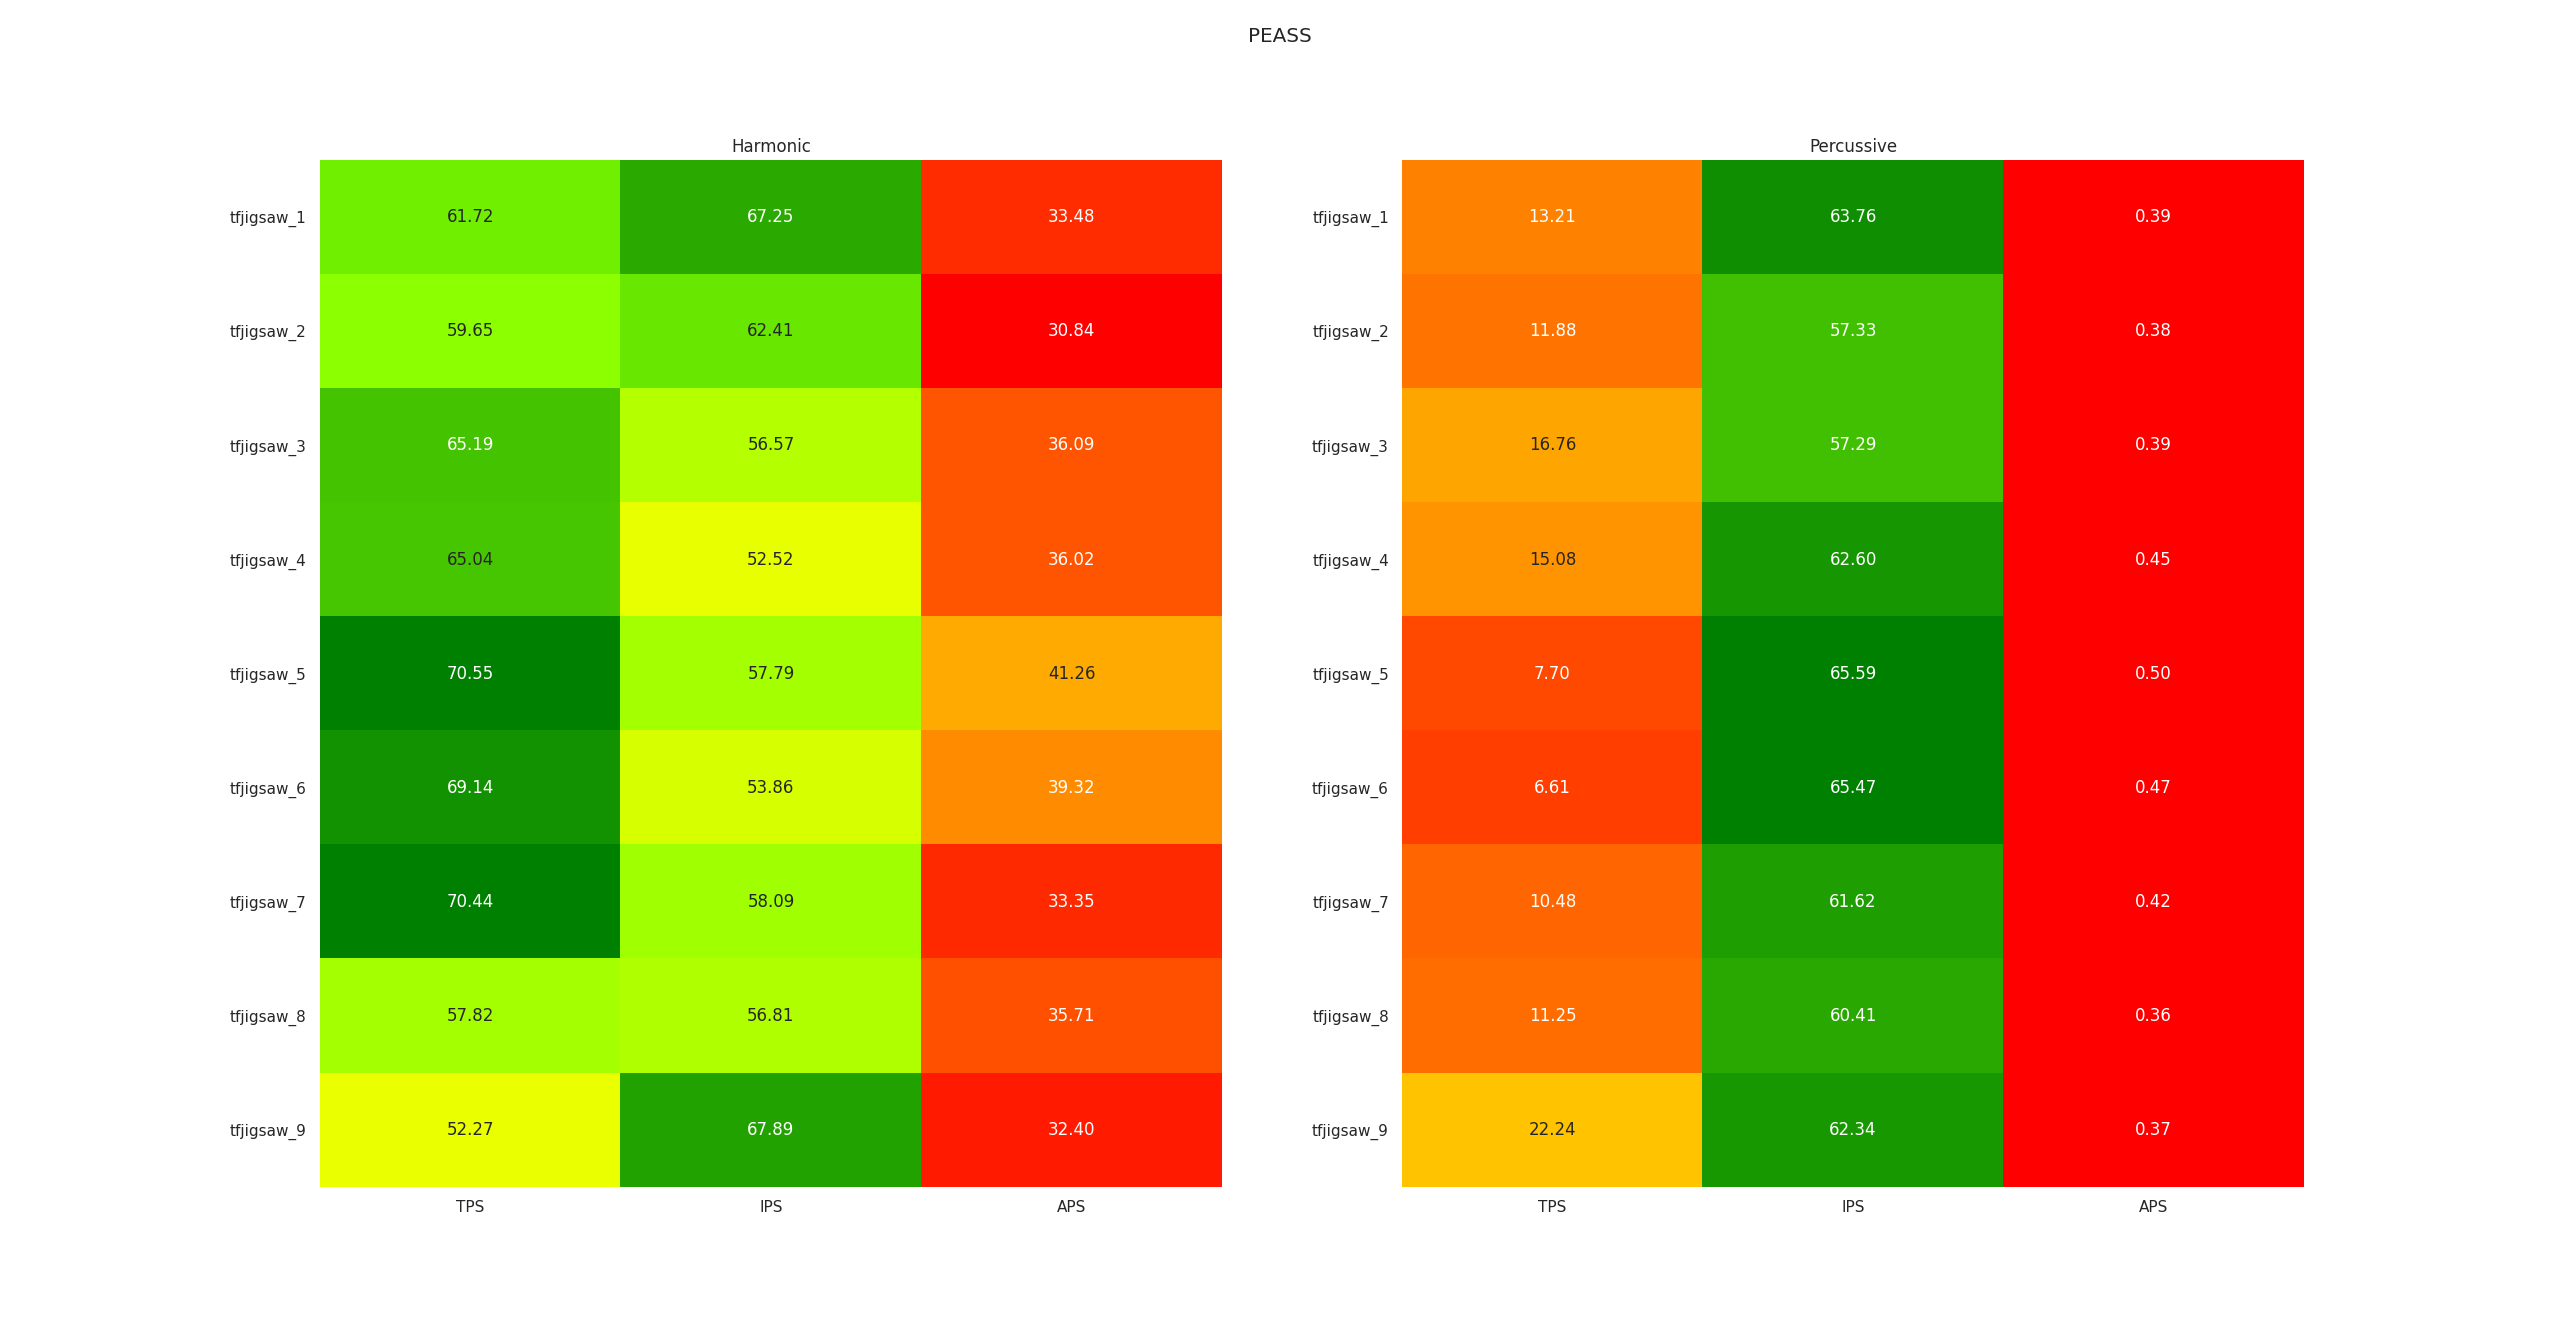 PEASS
Harmonic
tfjigsaw_1 61.72 67.25 33.48
tfjigsaw_2 59.65 62.41 30.84
tfjigsaw_3 65.19 56.57 36.09
tfjigsaw_4 65.04 52.52 36.02
tfjigsaw_5 70.55 57.79 41.26
tfjigsaw_6 69.14 53.86 39.32
tfjigsaw_7 70.44 58.09 33.35
tfjigsaw_8 57.82 56.81 35.71
tfjigsaw_9 52.27 67.89 32.40
TPS IPS APS
Percussive
tfjigsaw_1 13.21 63.76 0.39
tfjigsaw_2 11.88 57.33 0.38
tfjigsaw_3 16.76 57.29 0.39
tfjigsaw_4 15.08 62.60 0.45
tfjigsaw_5 7.70 65.59 0.50
tfjigsaw_6 6.61 65.47 0.47
tfjigsaw_7 10.48 61.62 0.42
tfjigsaw_8 11.25 60.41 0.36
tfjigsaw_9 22.24 62.34 0.37
TPS IPS APS